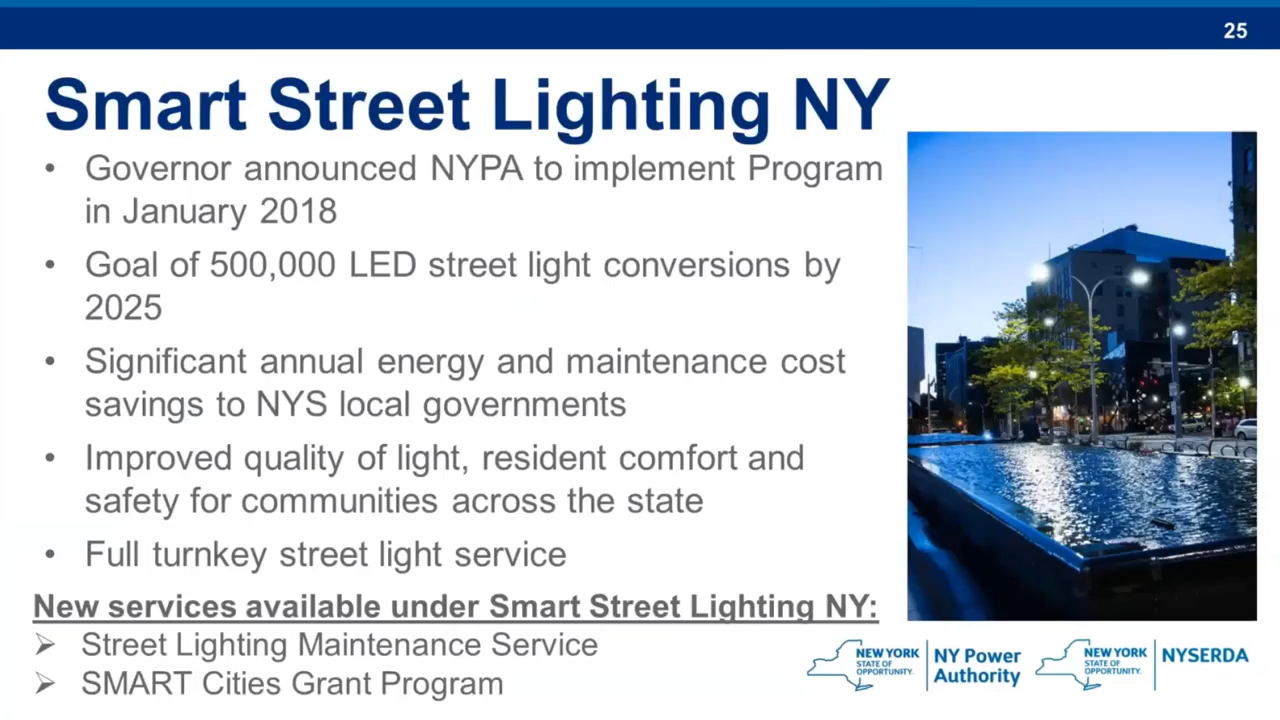 25
Smart Street Lighting NY
• Governor announced NYPA to implement Program
in January 2018
• Goal of 500,000 LED street light conversions by
2025
• Significant annual energy and maintenance cost
savings to NYS local governments
• Improved quality of light, resident comfort and
safety for communities across the state
• Full turnkey street light service
New services available under Smart Street Lighting NY:
➢ Street Lighting Maintenance Service
➢ SMART Cities Grant Program
NEW YORK
STATE OF
OPPORTUNITY.
NY Power
Authority
NEW YORK
STATE OF
OPPORTUNITY.
NYSERDA